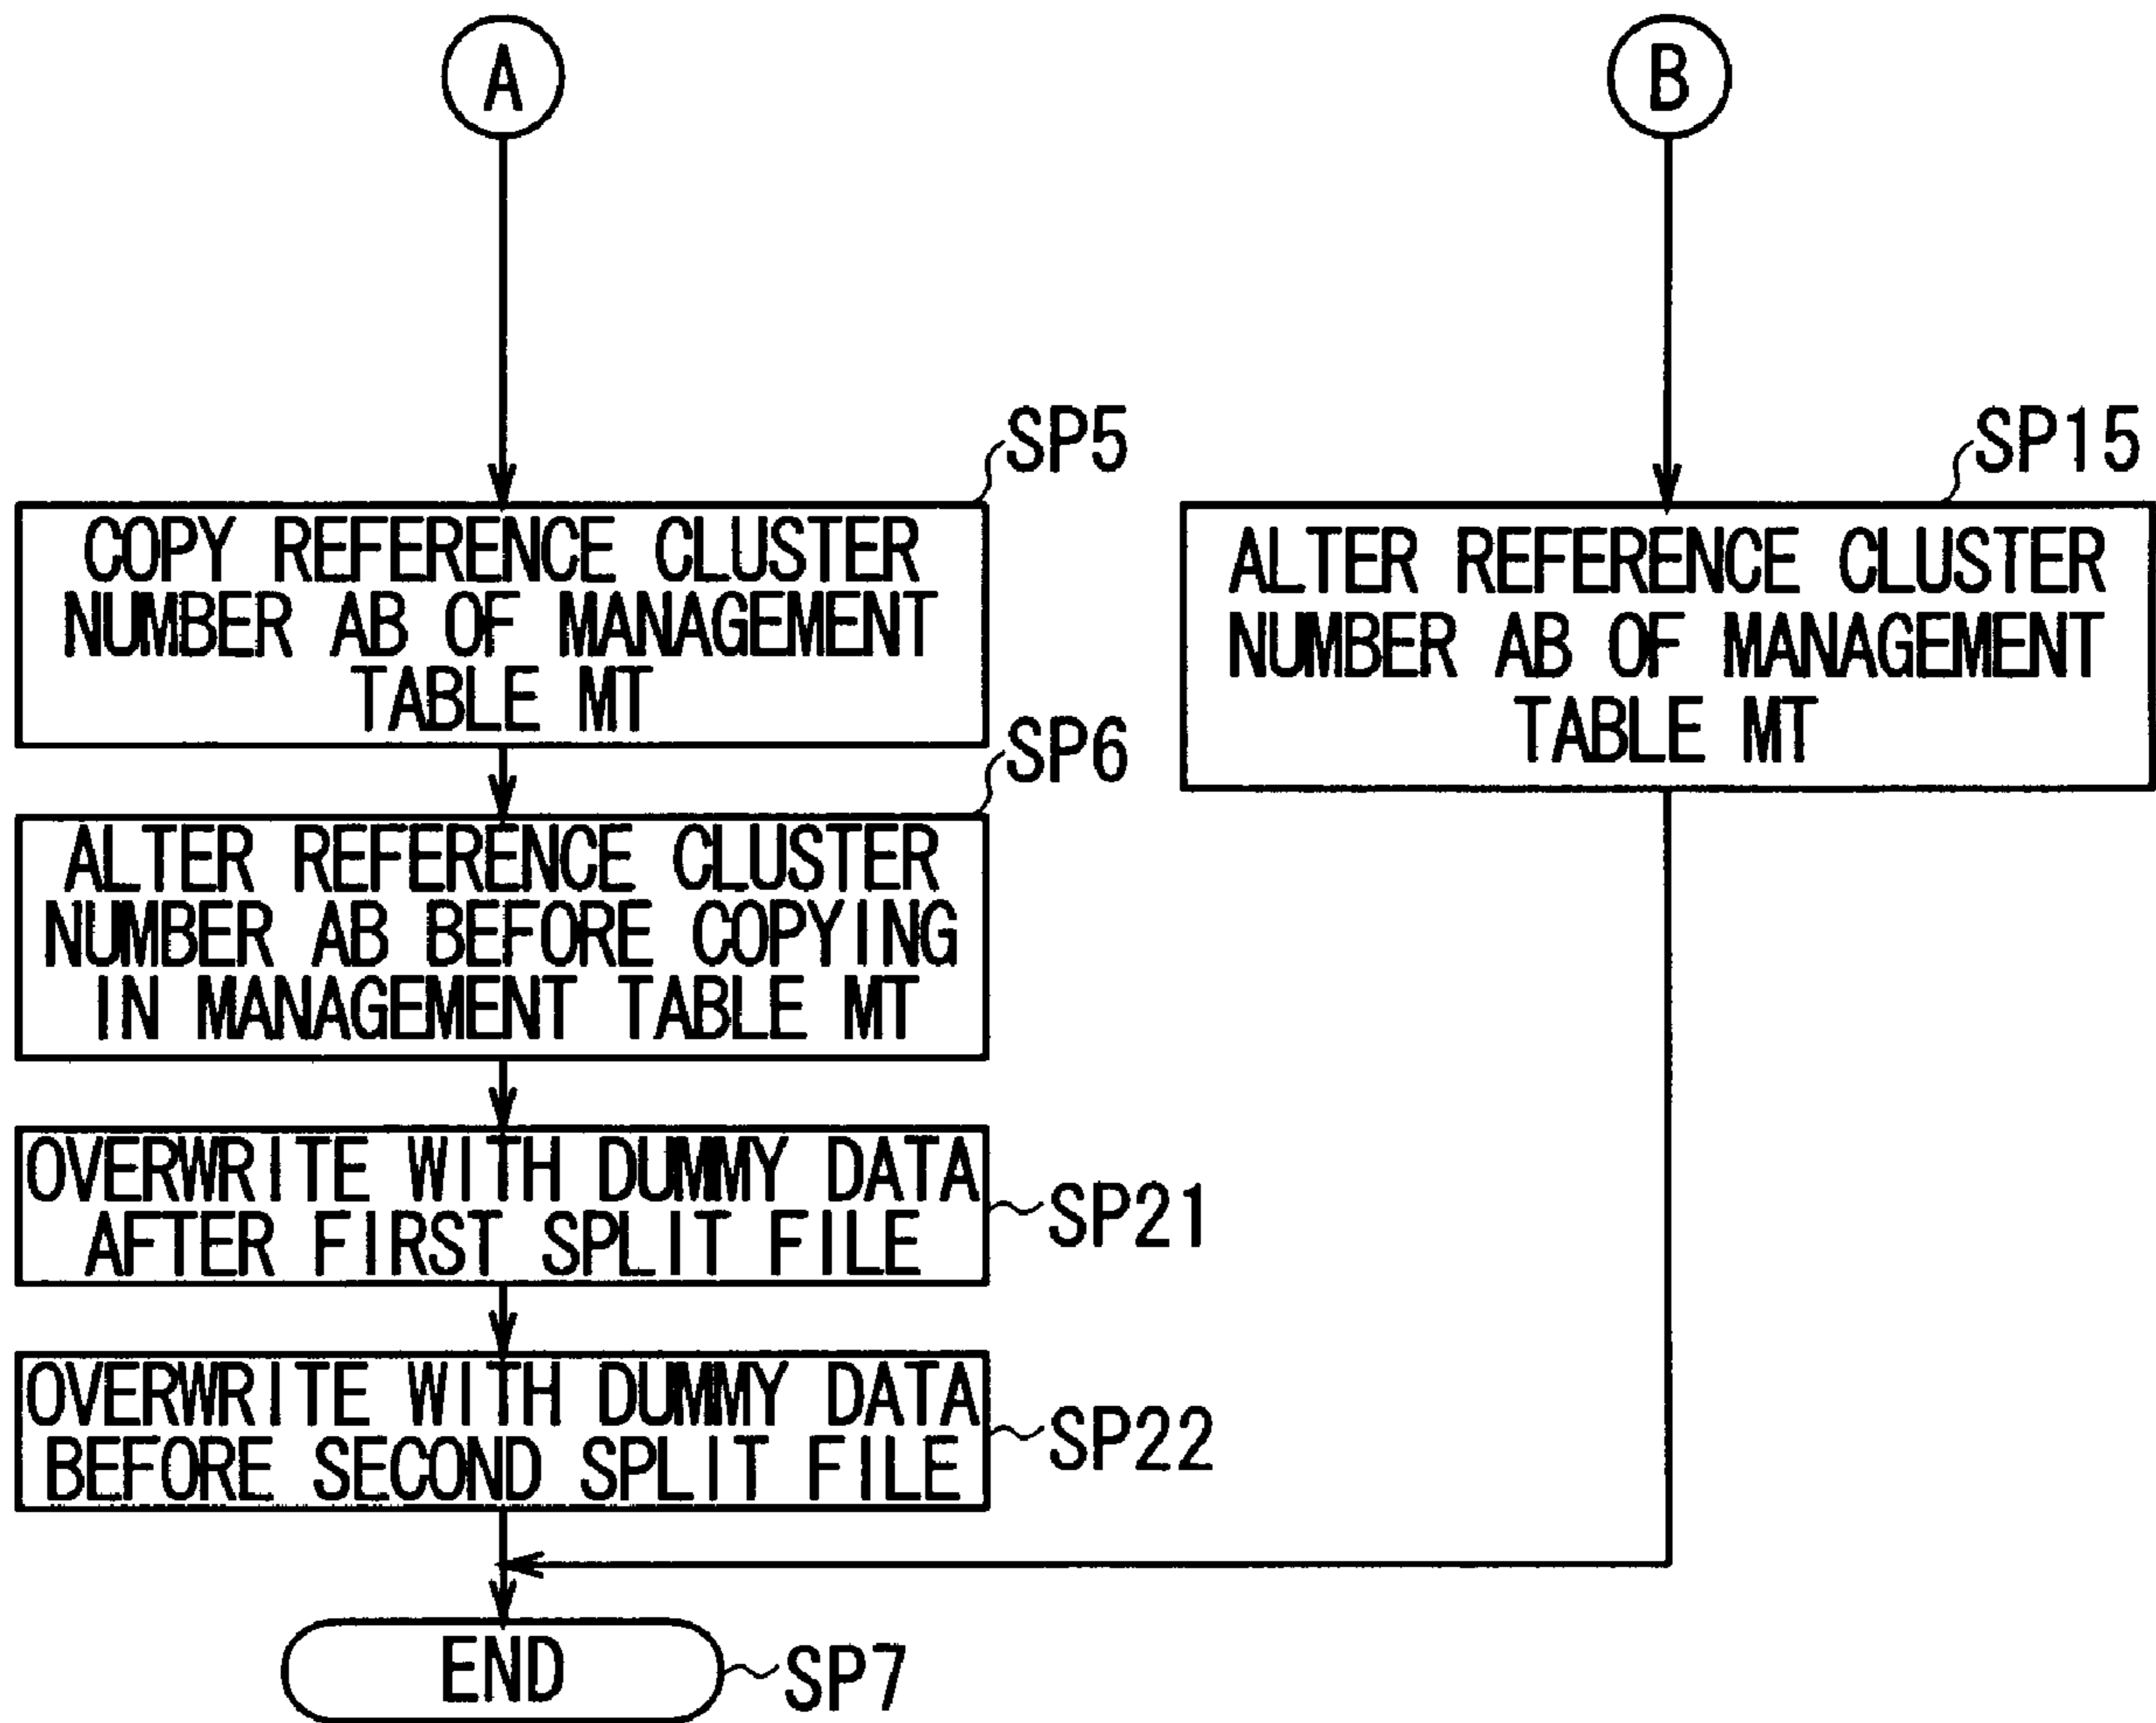 A
B
SP5
COPY REFERENCE CLUSTER
NUMBER AB OF MANAGEMENT
TABLE MT
SP15
ALTER REFERENCE CLUSTER
NUMBER AB OF MANAGEMENT
TABLE MT
SP6
ALTER REFERENCE CLUSTER
NUMBER AB BEFORE COPYING
IN MANAGEMENT TABLE MT
OVERWRITE WITH DUMMY DATA
AFTER FIRST SPLIT FILE
SP21
OVERWRITE WITH DUMMY DATA
BEFORE SECOND SPLIT FILE
SP22
END
SP7